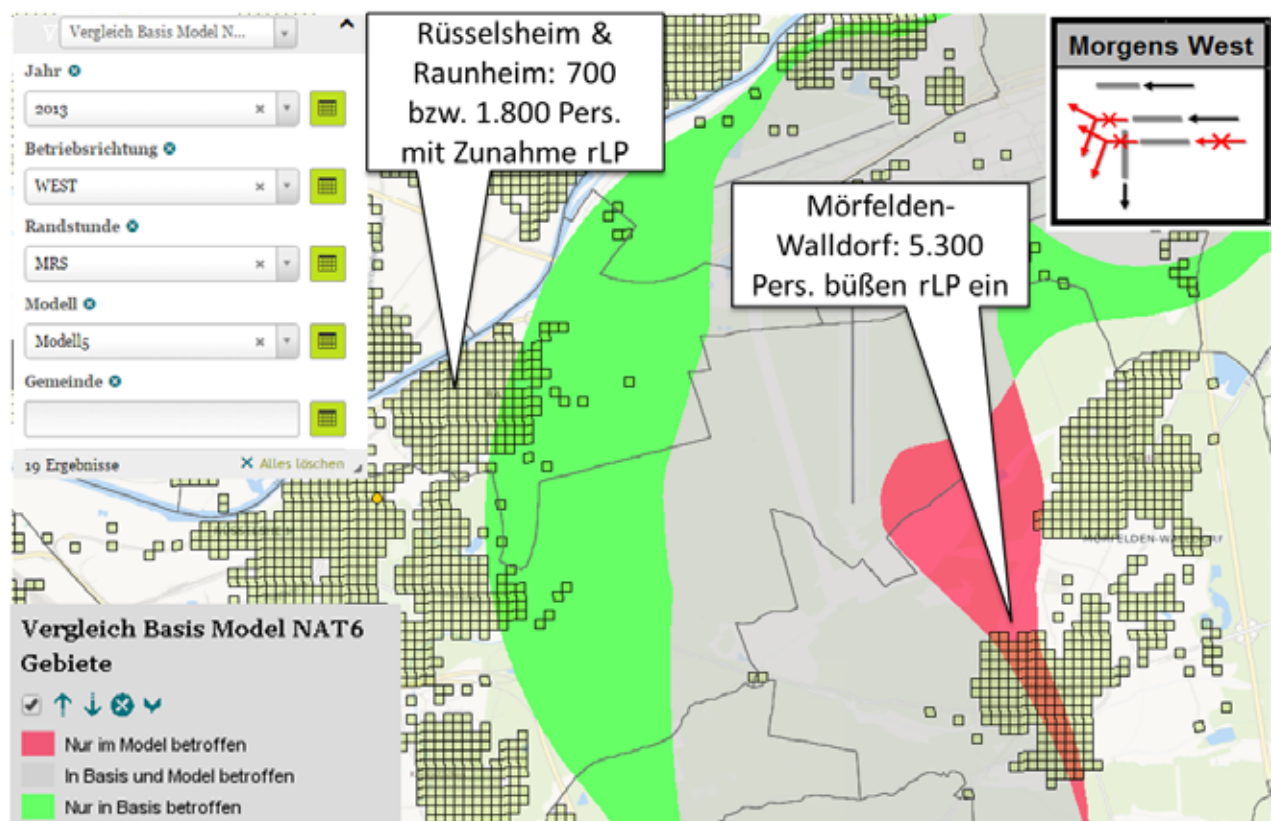 Vergleich Basis Model N...
Jahr
2013
Betriebsrichtung
WEST
Randstunde
MRS
Modell
Modell5
Gemeinde
19 Ergebnisse
Alles löschen
Rüsselsheim &
Raunheim: 700
bzw. 1.800 Pers.
mit Zunahme rLP
Morgens West
Mörfelden-
Walldorf: 5.300
Pers. büßen rLP ein
MÖRFELDEN-WALLDORF
Vergleich Basis Model NAT6
Gebiete
Nur im Model betroffen
In Basis und Model betroffen
Nur in Basis betroffen